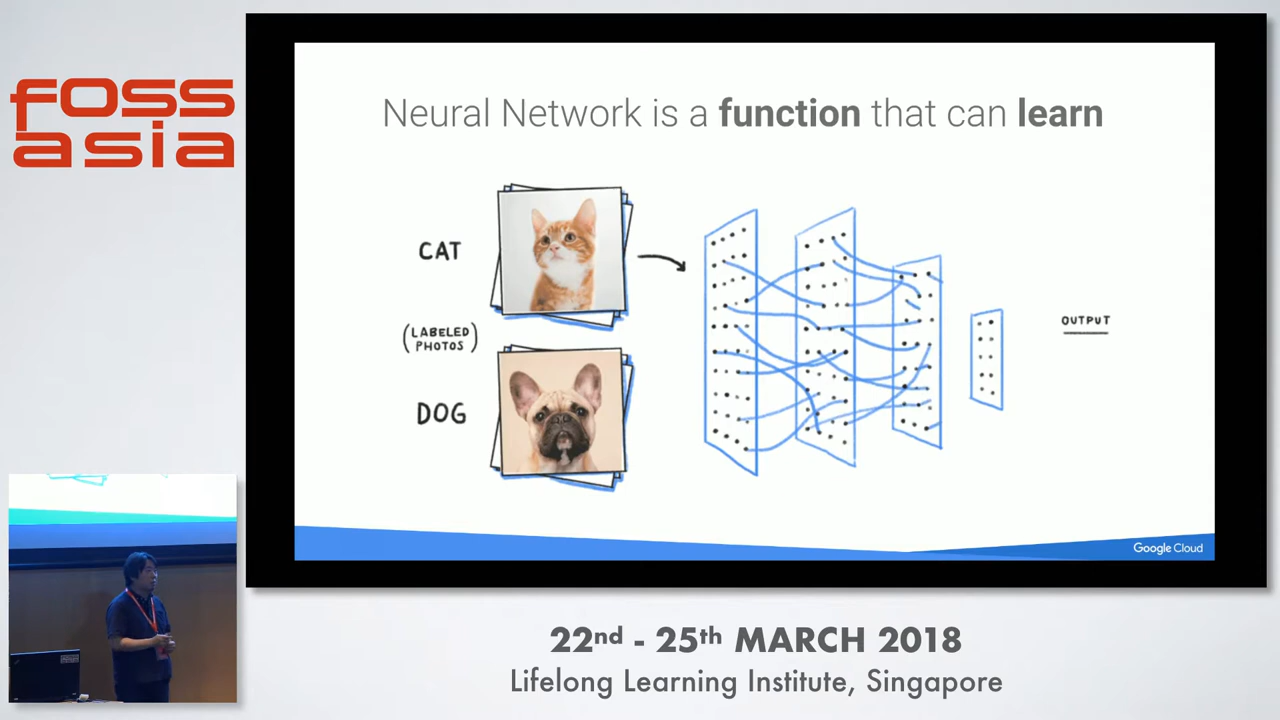 foss
asia
Neural Network is a function that can learn
CAT
(LABELED
PHOTOS)
DOG
OUTPUT
Google Cloud
22nd - 25th MARCH 2018
Lifelong Learning Institute, Singapore